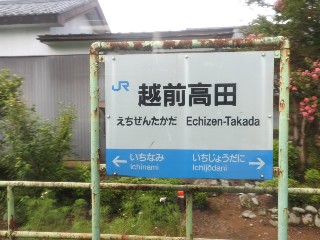 JR 越前高田
えちぜんたかだ Echizen-Takada
← いちなみ いちじょうだに →
Ichinami Ichijōdani